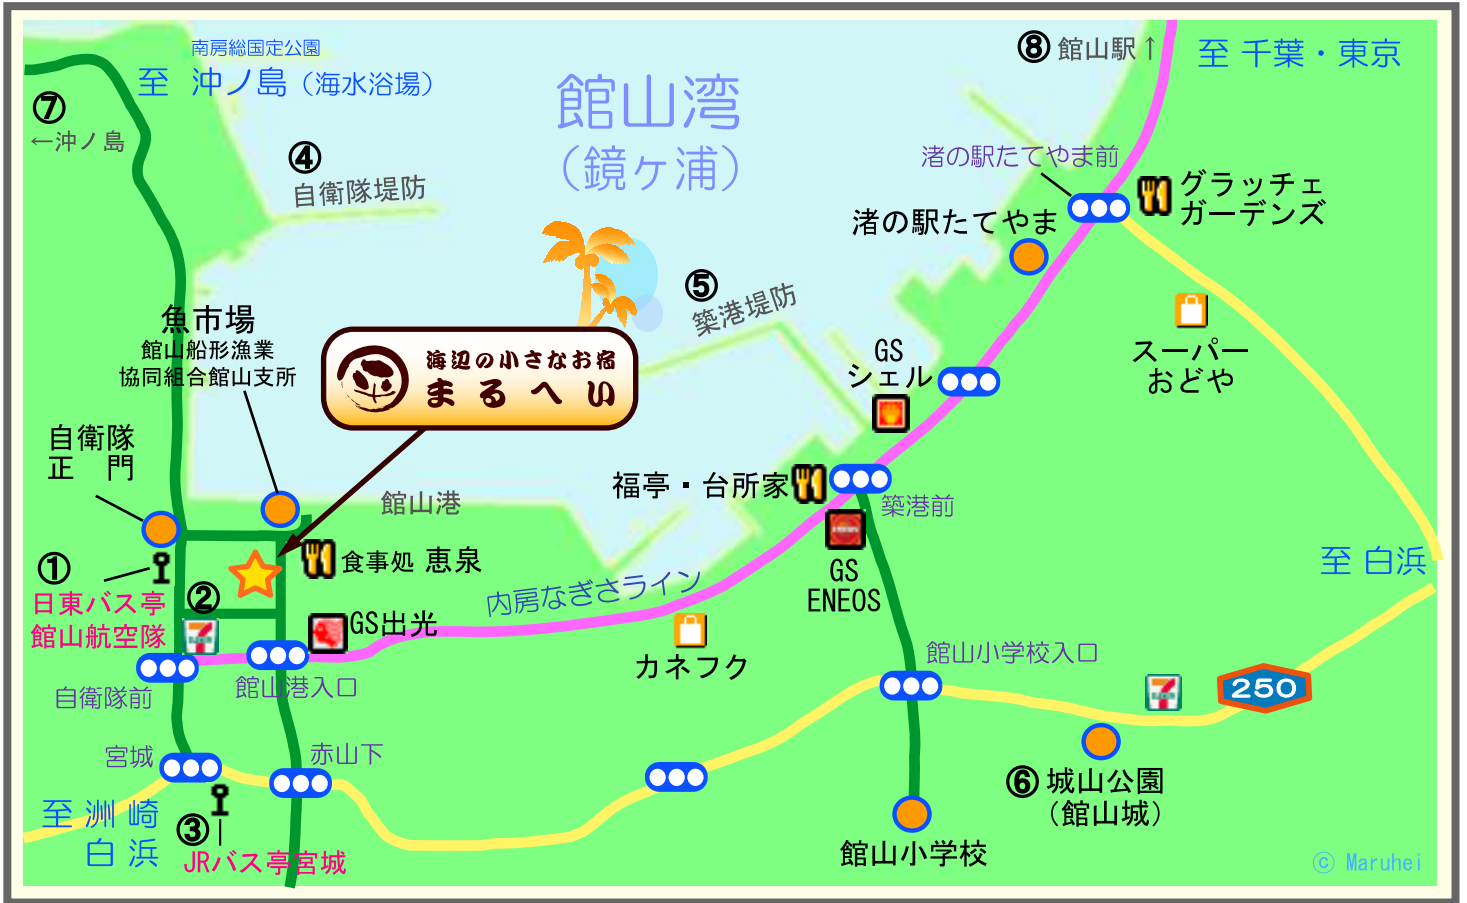 南房総国定公園
至 沖ノ島（海水浴場）
⑦
←沖ノ島
④
自衛隊堤防
館山湾
（鏡ヶ浦）
⑧ 館山駅↑
至 千葉・東京
渚の駅たてやま前
グラッチェ
ガーデンズ
渚の駅たてやま
⑤
築港堤防
魚市場
館山船形漁業
協同組合館山支所
海辺の小さなお宿
まるへい
GS
シェル
スーパー
おどや
自衛隊
正 門
館山港
福亭・台所家
築港前
①
日東バス亭
館山航空隊
②
食事処 恵泉
GS
ENEOS
至 白浜
内房なぎさライン
GS出光
カネフク
自衛隊前
館山港入口
館山小学校入口
250
宮城
赤山下
⑥ 城山公園
（館山城）
至 洲 崎
白 浜
③
JRバス亭宮城
館山小学校
© Maruhei